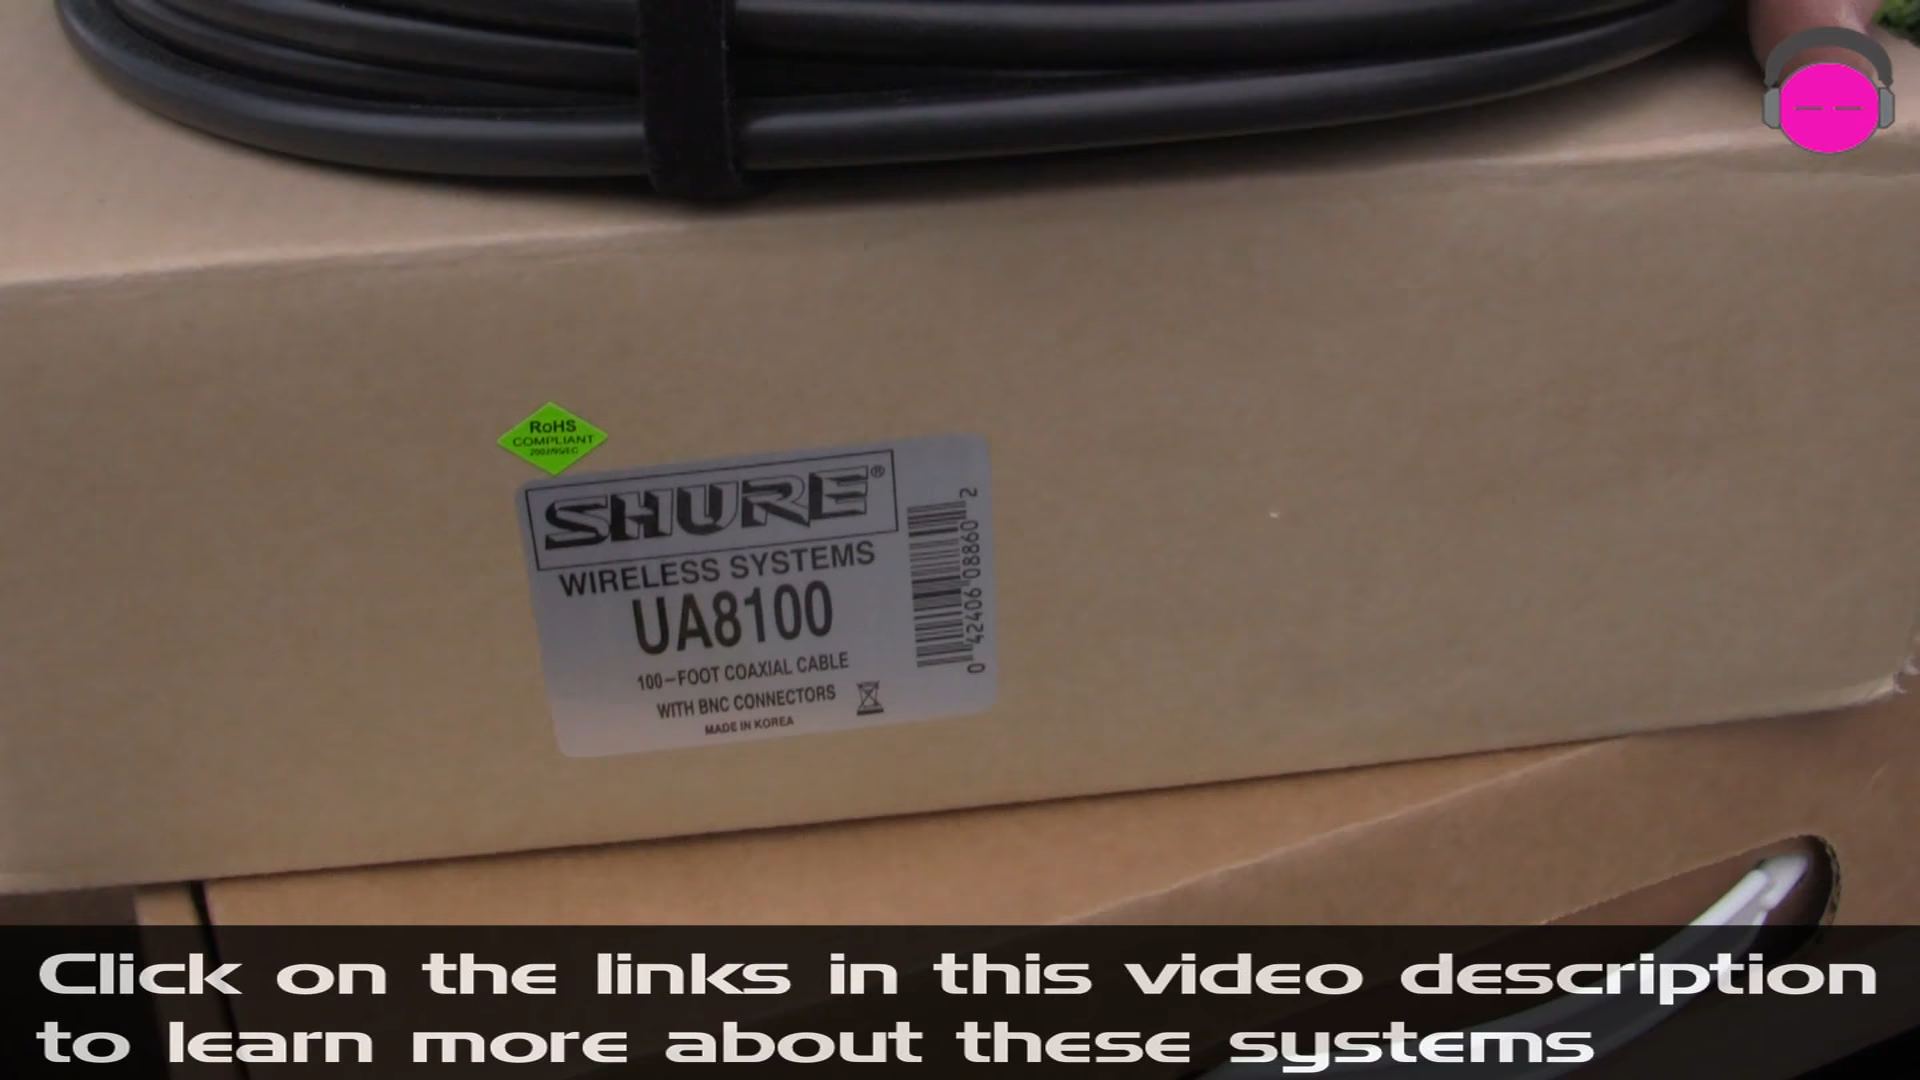 RoHS
COMPLIANT
SHURE®
WIRELESS SYSTEMS
UA8100
100-FOOT COAXIAL CABLE
WITH BNC CONNECTORS
MADE IN KOREA
0 42406 08860 2
Click on the links in this video description
to learn more about these systems